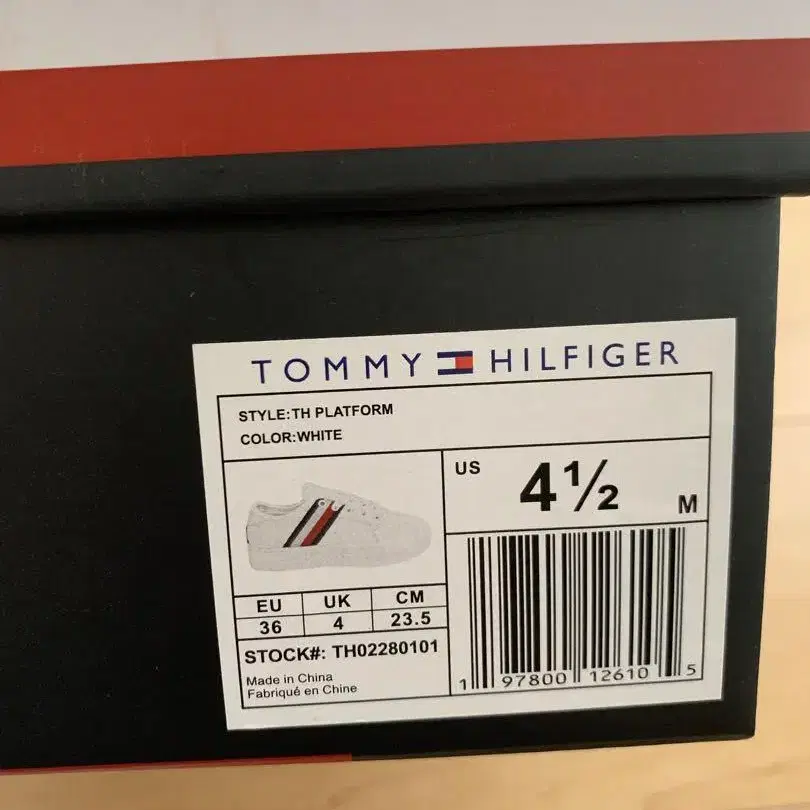 TOMMY HILFIGER
STYLE:TH PLATFORM
COLOR:WHITE
US 4½ M
EU UK CM
36 4 23.5
STOCK#: TH02280101
Made in China
Fabriqué en Chine
1 97800 12610 5